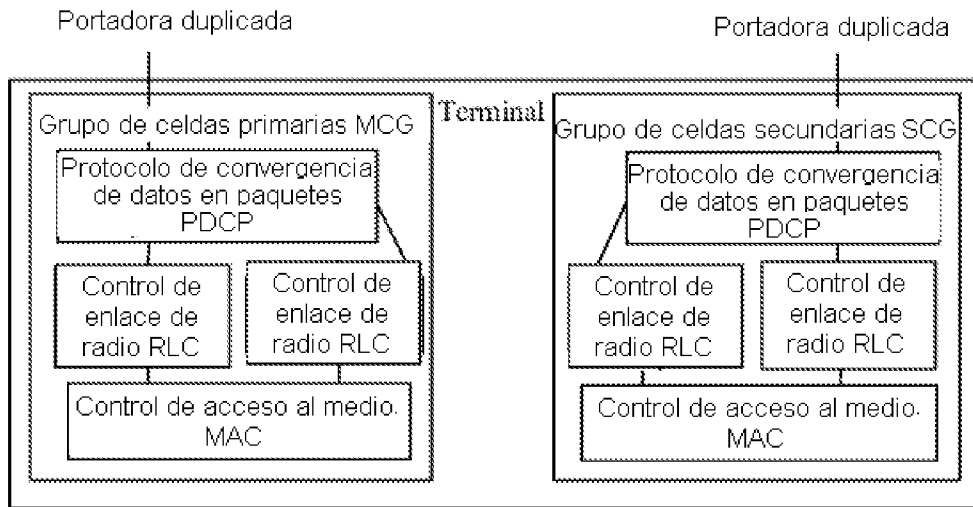 Portadora duplicada
Portadora duplicada
Terminal
Grupo de celdas primarias MCG
Protocolo de convergencia
de datos en paquetes
PDCP
Control de
enlace de
radio RLC
Control de
enlace de
radio RLC
Control de acceso al medio.
MAC
Grupo de celdas secundarias SCG
Protocolo de convergencia
de datos en paquetes
PDCP
Control de
enlace de
radio RLC
Control de
enlace de
radio RLC
Control de acceso al medio.
MAC